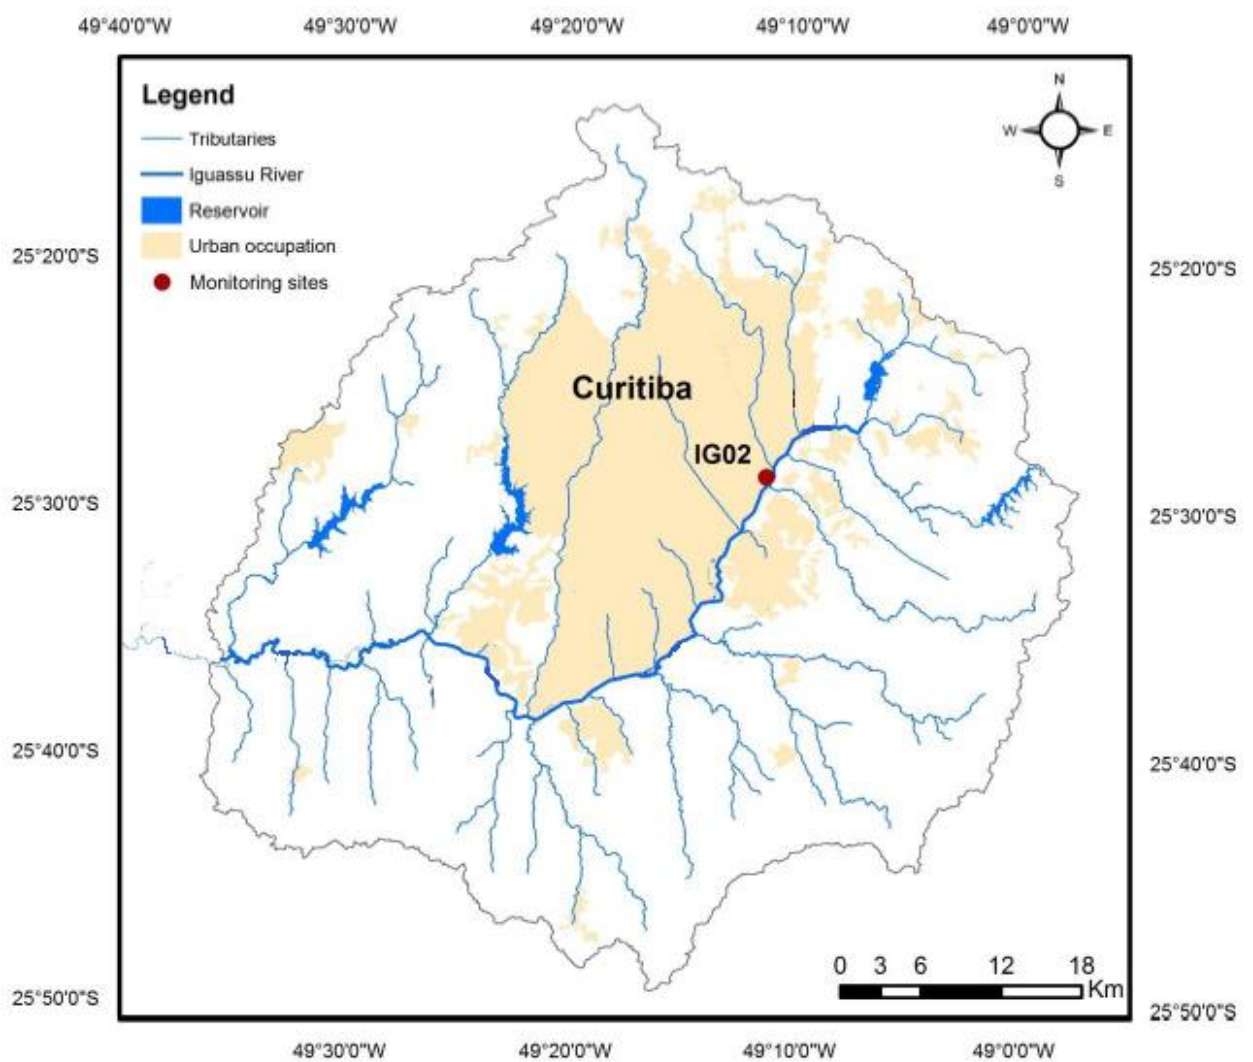 49°40'0"W 49°30'0"W 49°20'0"W 49°10'0"W 49°0'0"W
Legend
Tributaries
Iguassu River
Reservoir
Urban occupation
Monitoring sites
N
W E
S
25°20'0"S 25°20'0"S
Curitiba
IG02
25°30'0"S 25°30'0"S
25°40'0"S 25°40'0"S
0 3 6 12 18
Km
25°50'0"S 25°50'0"S
49°30'0"W 49°20'0"W 49°10'0"W 49°0'0"W